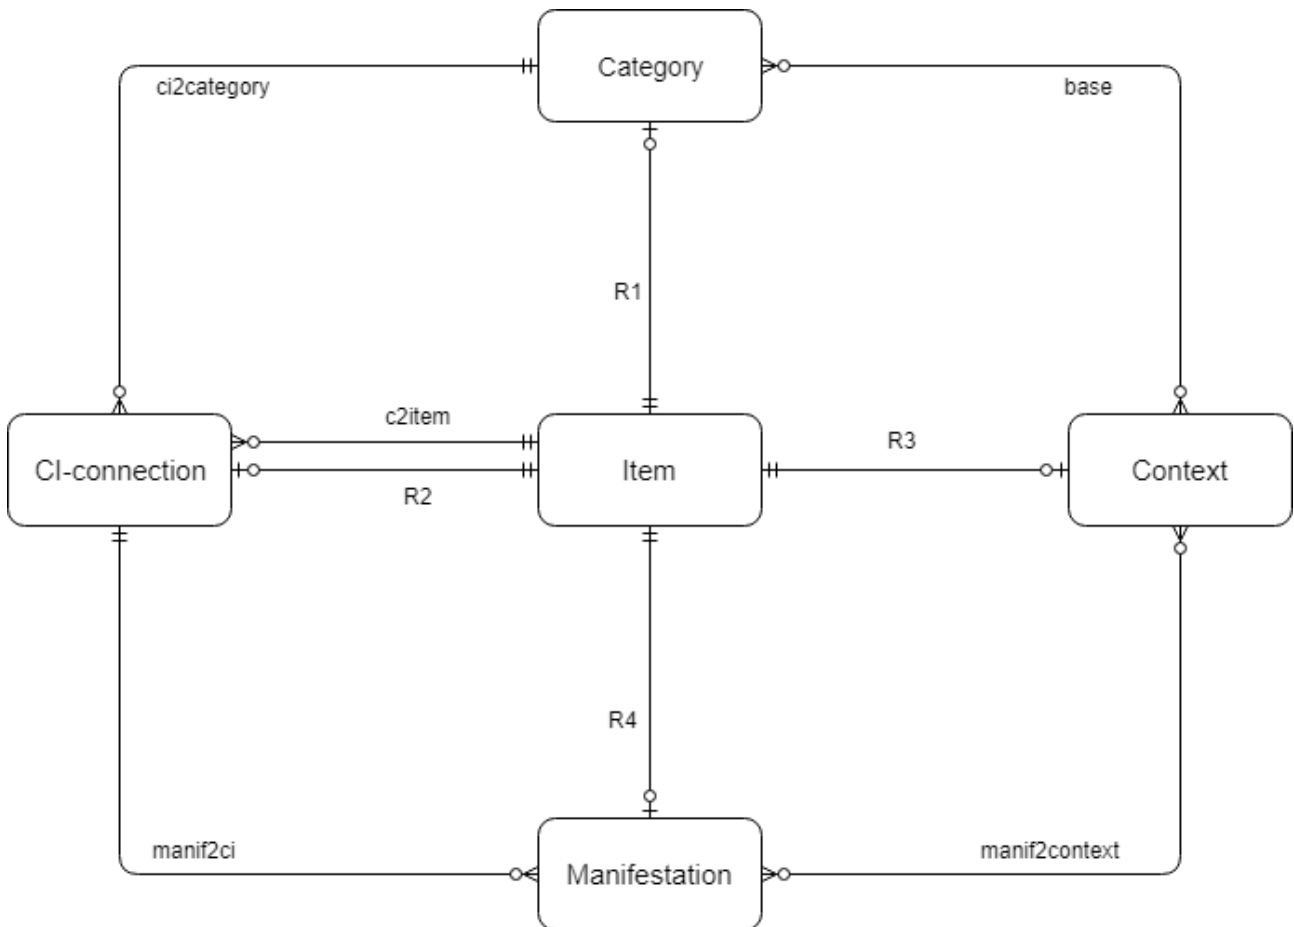 Category
ci2category
base
R1
c2item
R3
CI-connection
Item
Context
R2
R4
manif2ci
manif2context
Manifestation